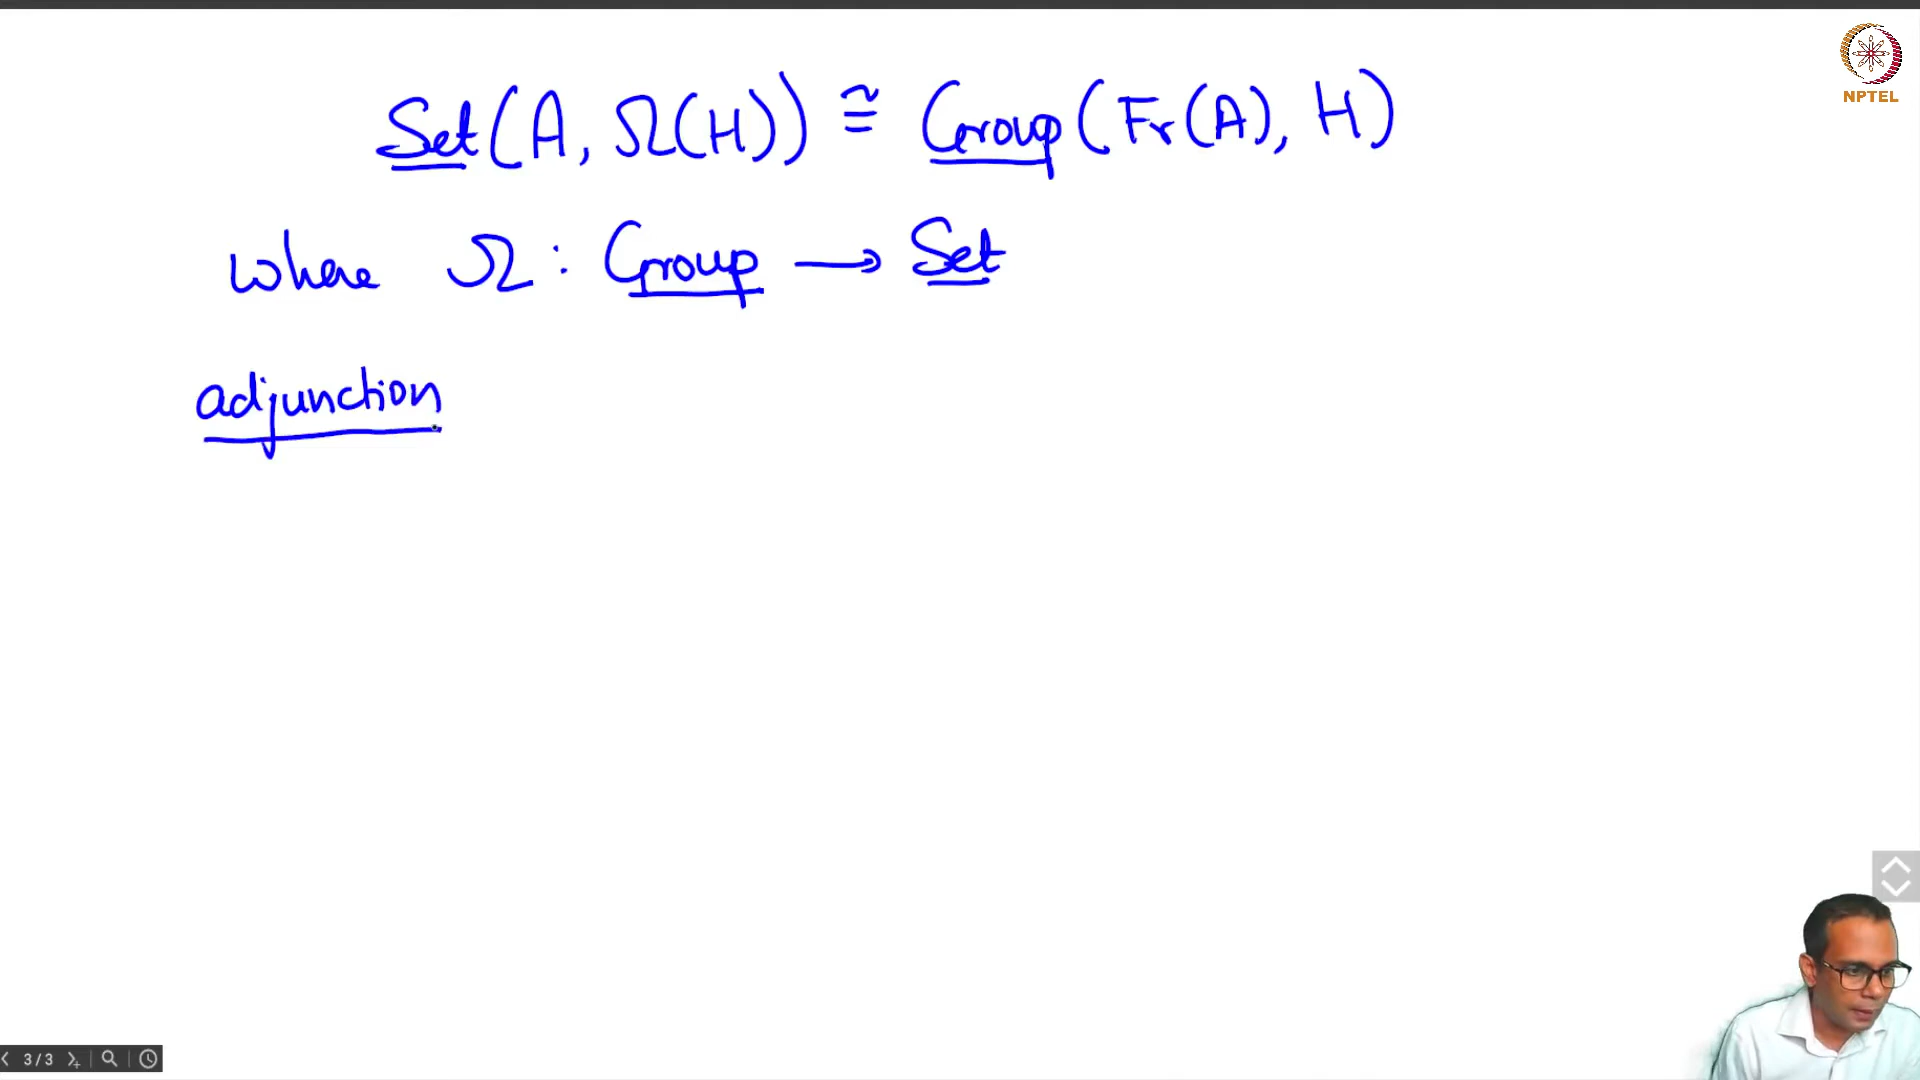 Set(A, Ω(H)) ≅ Group(Fr(A), H)
NPTEL
where Ω : Group → Set
adjunction
3/3